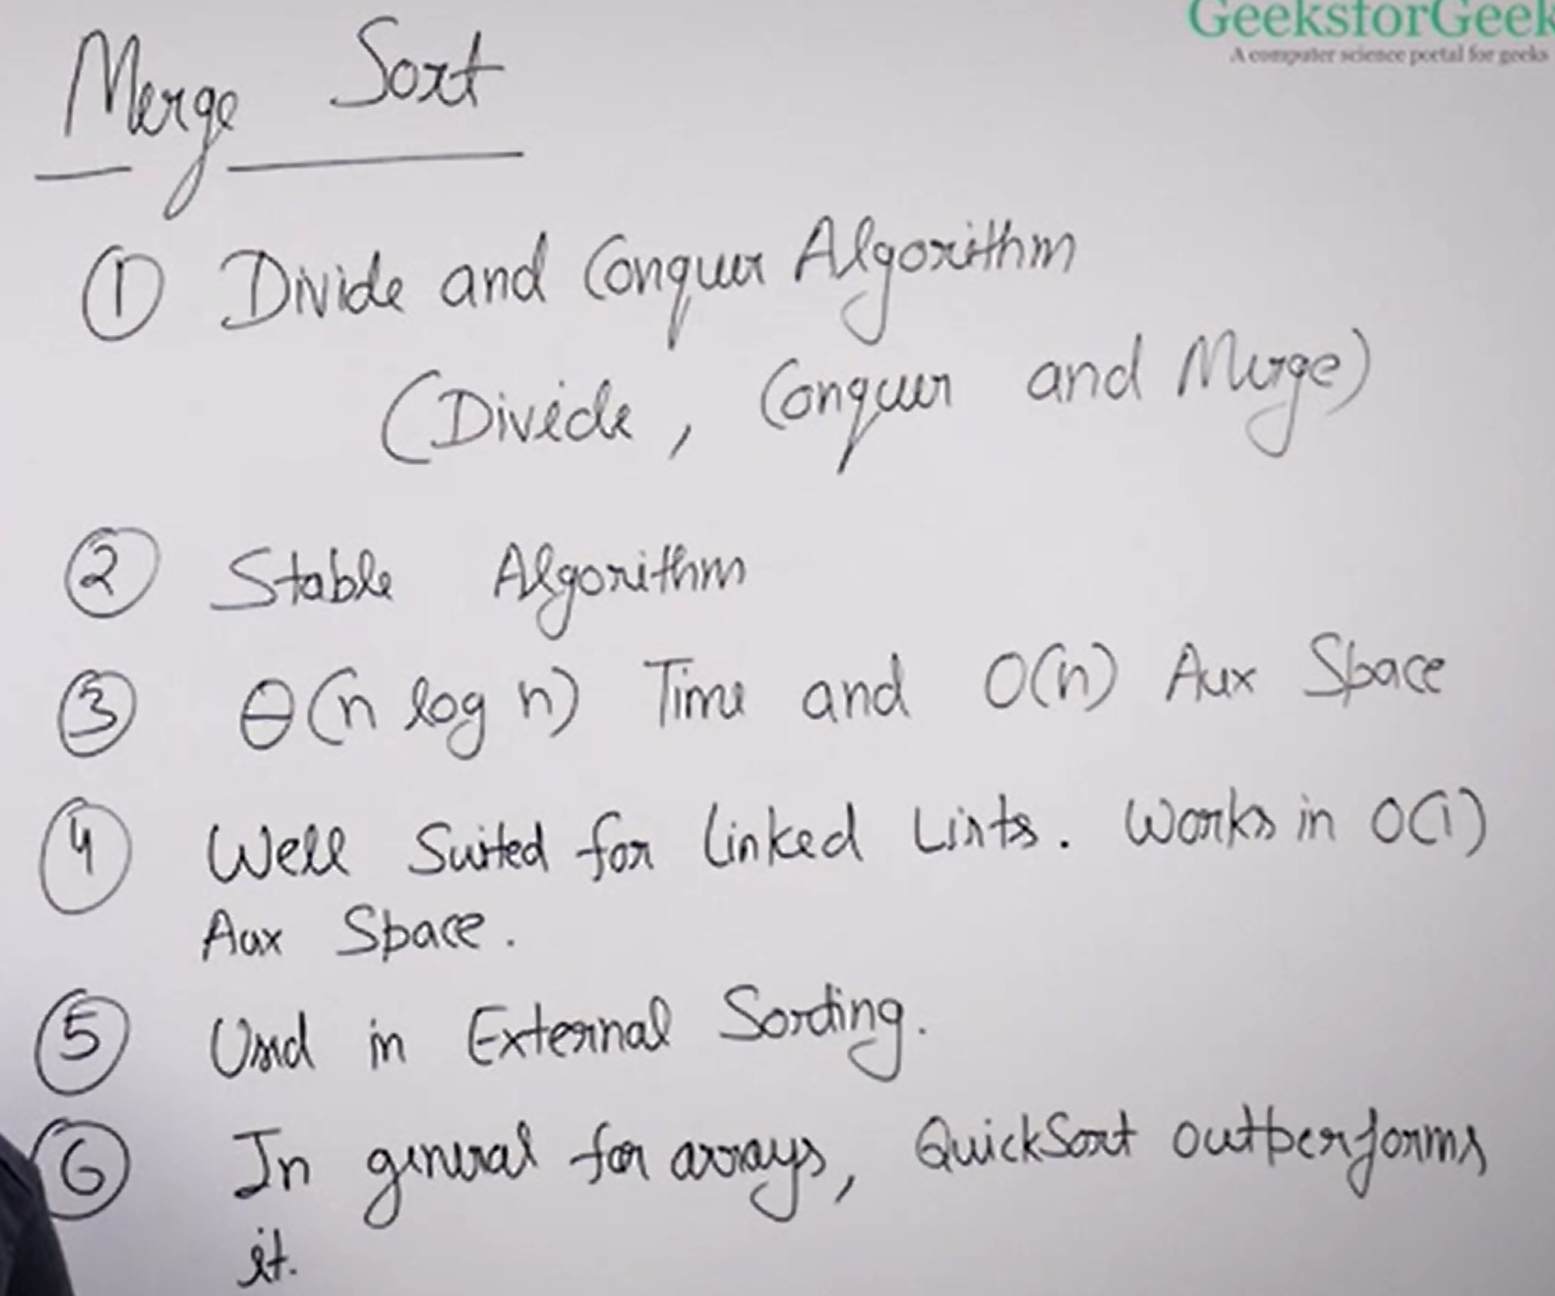 GeeksforGeek
A computer science portal for geeks
Merge Sort
① Divide and Conquer Algorithm
(Divide, Conquer and Merge)
② Stable Algorithm
③ Θ(n log n) Time and O(n) Aux Space
④ Well Suited for Linked Lists. Works in O(1)
Aux Space.
⑤ Used in External Sorting.
⑥ In general for arrays, QuickSort outperforms
it.